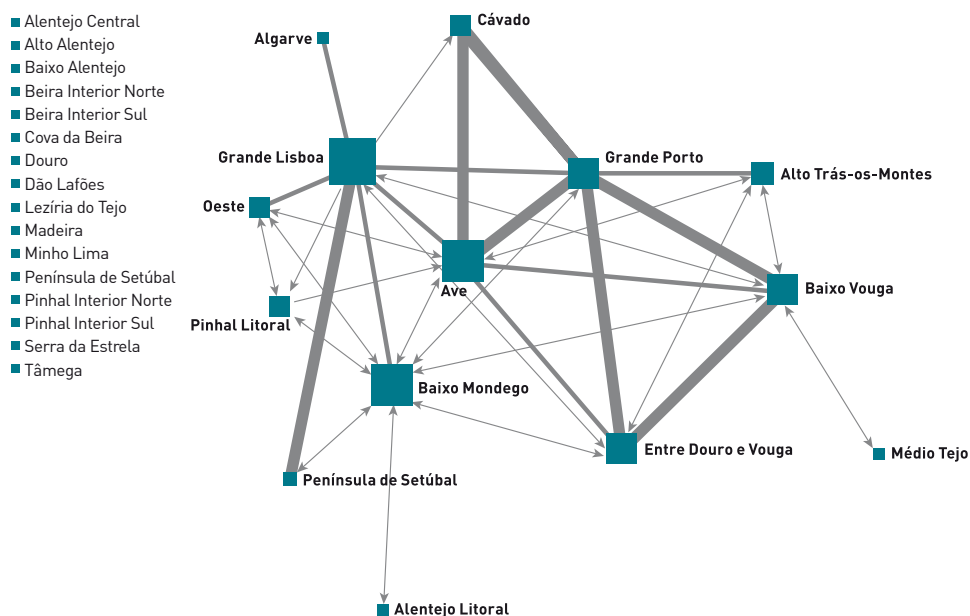 Alentejo Central
Alto Alentejo
Baixo Alentejo
Beira Interior Norte
Beira Interior Sul
Cova da Beira
Douro
Dão Lafões
Lezíria do Tejo
Madeira
Minho Lima
Península de Setúbal
Pinhal Interior Norte
Pinhal Interior Sul
Serra da Estrela
Tâmega
Cávado
Algarve
Grande Lisboa
Grande Porto
Alto Trás-os-Montes
Oeste
Ave
Baixo Vouga
Pinhal Litoral
Baixo Mondego
Entre Douro e Vouga
Médio Tejo
Península de Setúbal
Alentejo Litoral